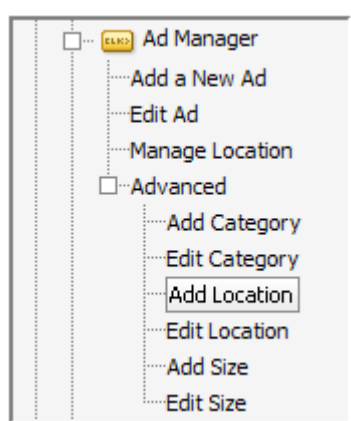 Ad Manager
Add a New Ad
Edit Ad
Manage Location
Advanced
Add Category
Edit Category
Add Location
Edit Location
Add Size
Edit Size